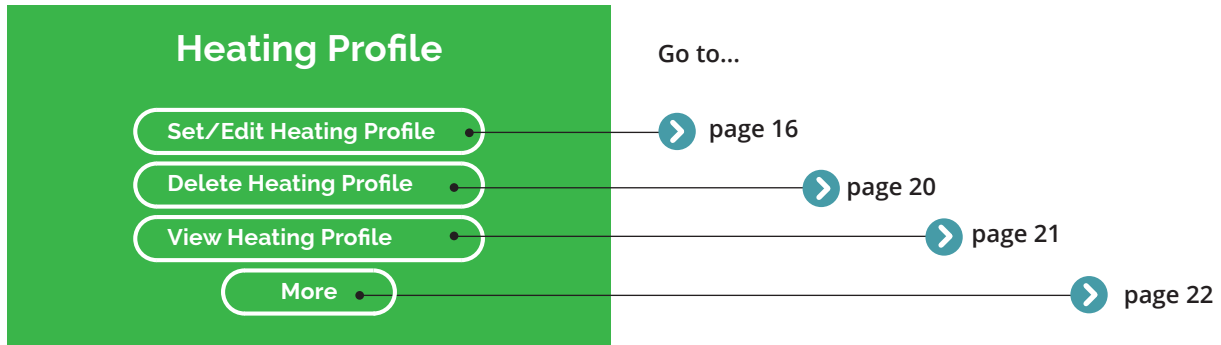 Heating Profile
Go to...
Set/Edit Heating Profile
page 16
Delete Heating Profile
page 20
View Heating Profile
page 21
More
page 22